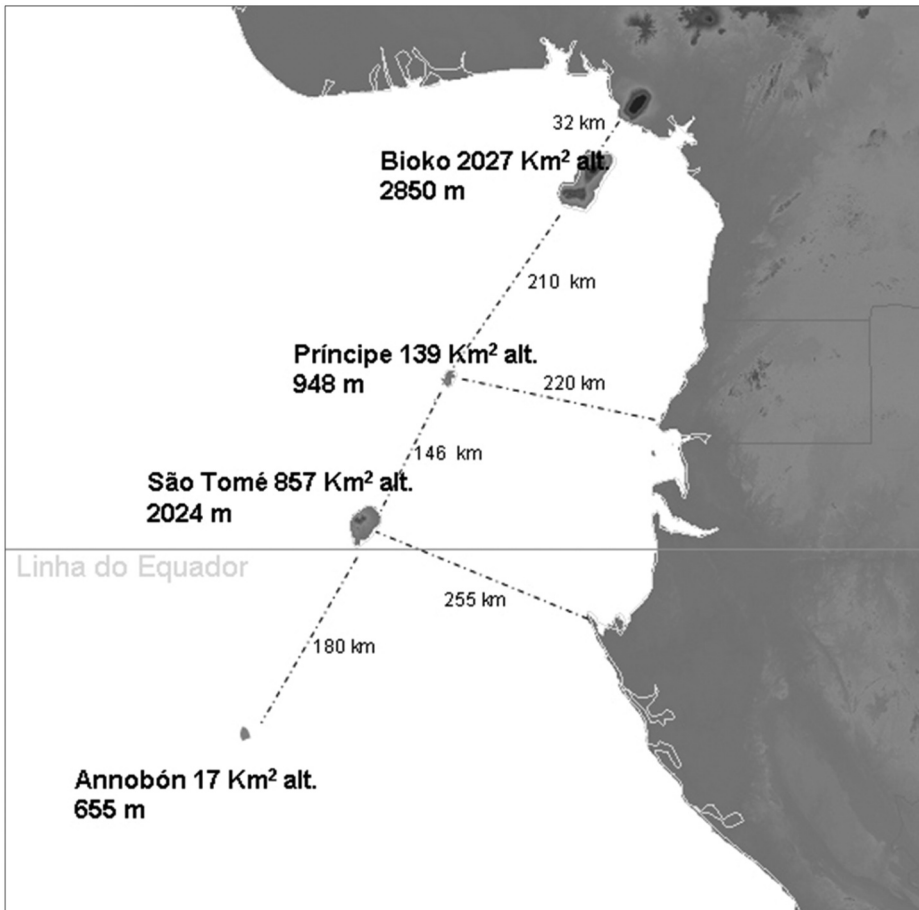 32 km
Bioko 2027 Km² alt.
2850 m
210 km
Príncipe 139 Km² alt.
948 m
220 km
146 km
São Tomé 857 Km² alt.
2024 m
Linha do Equador
255 km
180 km
Annobón 17 Km² alt.
655 m